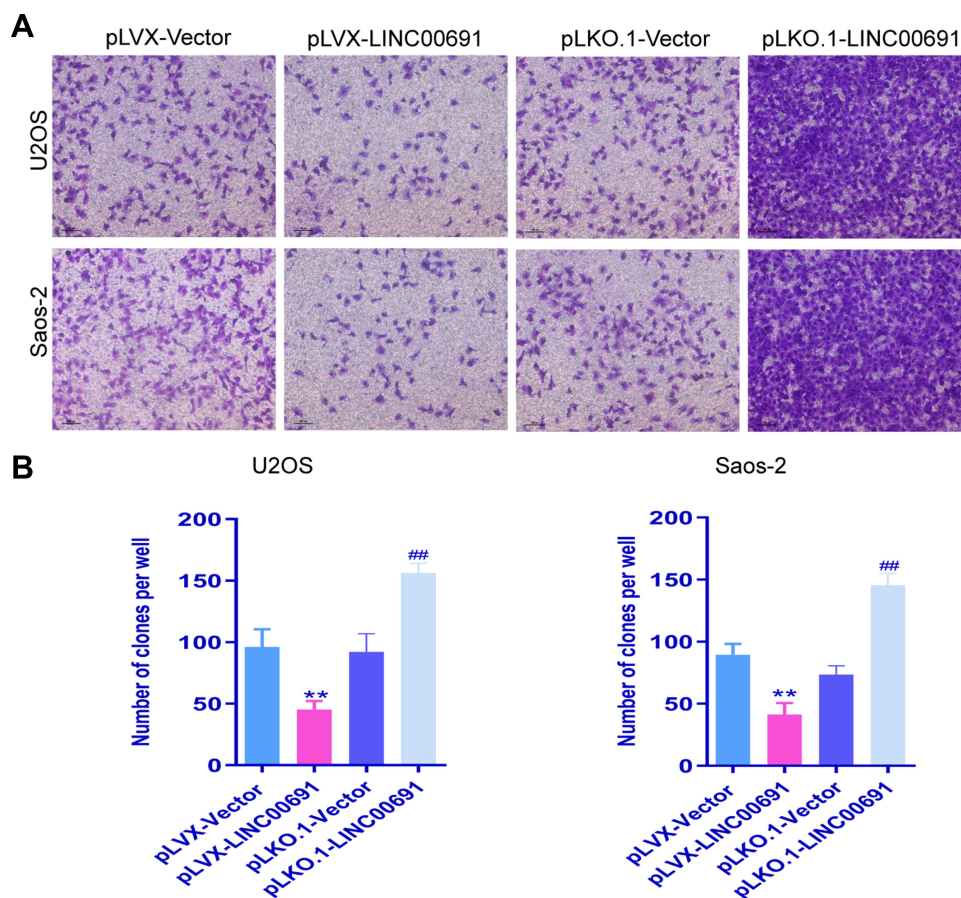 A
pLVX-Vector pLVX-LINC00691 pLKO.1-Vector pLKO.1-LINC00691
U2OS
Saos-2
B
U2OS
Number of clones per well
200
150
100
50
0
**
##
pLVX-Vector
pLVX-LINC00691
pLKO.1-Vector
pLKO.1-LINC00691
Saos-2
Number of clones per well
200
150
100
50
0
**
##
pLVX-Vector
pLVX-LINC00691
pLKO.1-Vector
pLKO.1-LINC00691